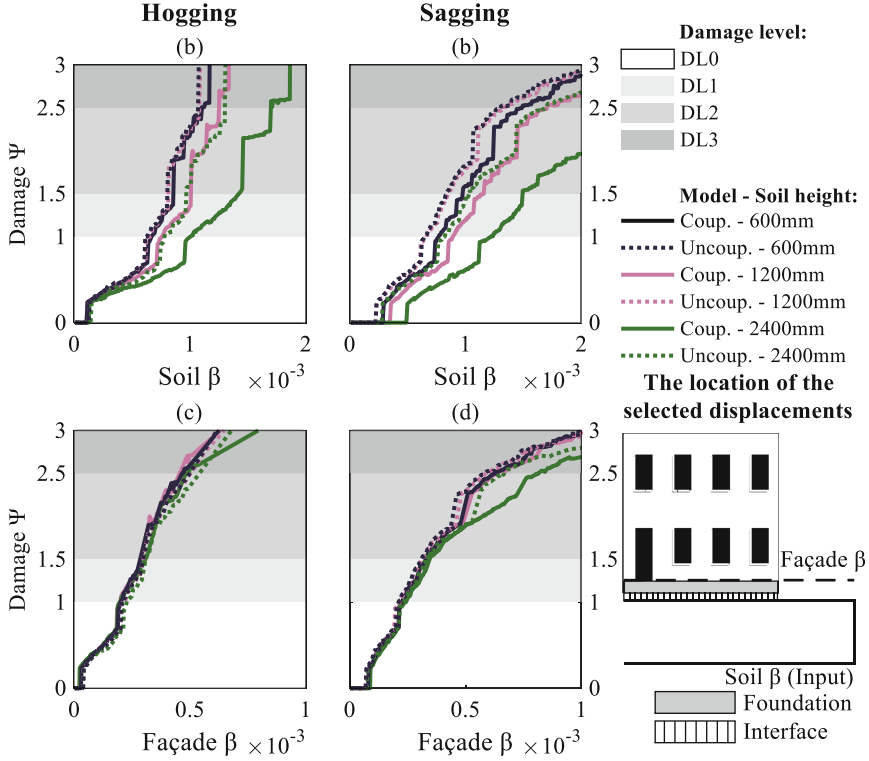 Hogging
Sagging
(b)
(b)
Damage Ψ
3
2.5
1.5
1
0
0
1
2
Soil β
×10⁻³
3
2.5
1.5
1
0
0
1
2
Soil β
×10⁻³
Damage level:
DL0
DL1
DL2
DL3
Model - Soil height:
Coup. - 600mm
Uncoup. - 600mm
Coup. - 1200mm
Uncoup. - 1200mm
Coup. - 2400mm
Uncoup. - 2400mm
(c)
(d)
Damage Ψ
3
2.5
1.5
1
0
0
0.5
1
Façade β
×10⁻³
3
2.5
1.5
1
0
0
0.5
1
Façade β
×10⁻³
The location of the
selected displacements
Façade β
Soil β (Input)
Foundation
Interface